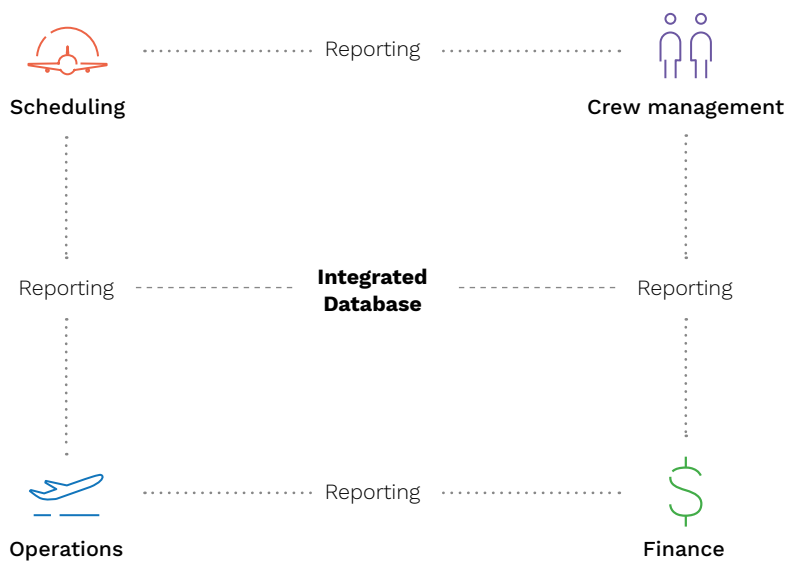 Reporting
Scheduling
Crew management
Reporting
Integrated
Database
Reporting
Reporting
Operations
Finance